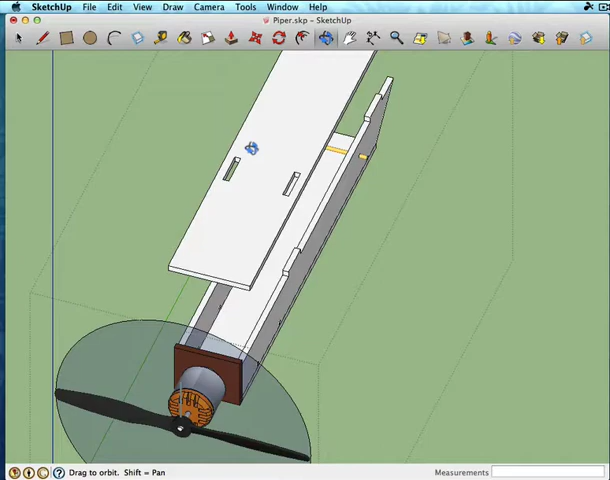 SketchUp File Edit View Draw Camera Tools Window Help
Piper.skp – SketchUp
Drag to orbit. Shift = Pan
Measurements